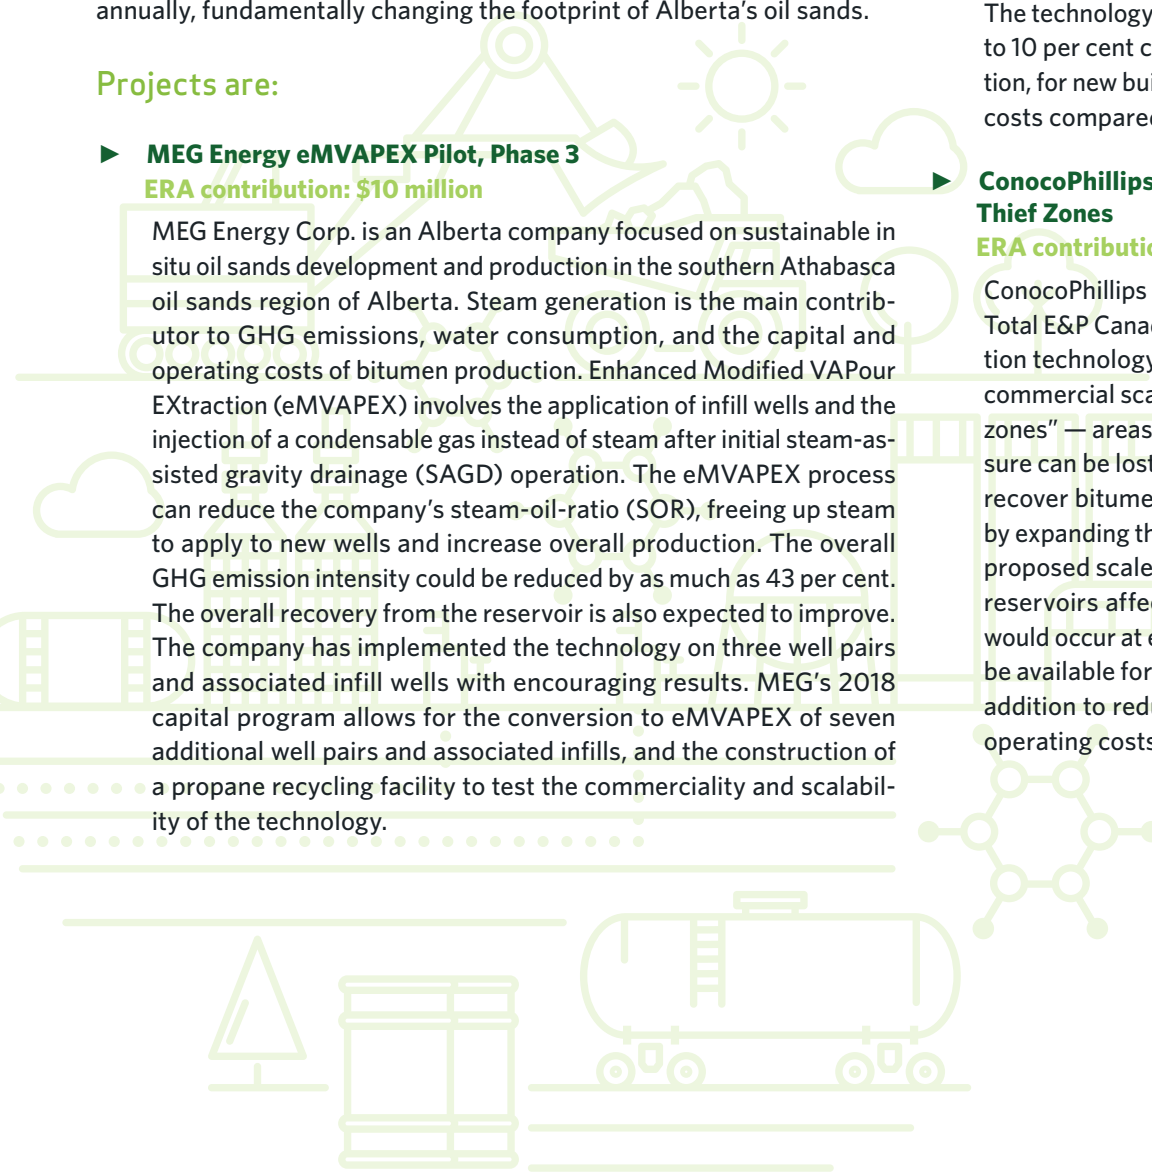 annually, fundamentally changing the footprint of Alberta’s oil sands.
Projects are:
► MEG Energy eMVAPEX Pilot, Phase 3
ERA contribution: $10 million
MEG Energy Corp. is an Alberta company focused on sustainable in
situ oil sands development and production in the southern Athabasca
oil sands region of Alberta. Steam generation is the main contrib-
utor to GHG emissions, water consumption, and the capital and
operating costs of bitumen production. Enhanced Modified VAPour
EXtraction (eMVAPEX) involves the application of infill wells and the
injection of a condensable gas instead of steam after initial steam-as-
sisted gravity drainage (SAGD) operation. The eMVAPEX process
can reduce the company’s steam-oil-ratio (SOR), freeing up steam
to apply to new wells and increase overall production. The overall
GHG emission intensity could be reduced by as much as 43 per cent.
The overall recovery from the reservoir is also expected to improve.
The company has implemented the technology on three well pairs
and associated infill wells with encouraging results. MEG’s 2018
capital program allows for the conversion to eMVAPEX of seven
additional well pairs and associated infills, and the construction of
a propane recycling facility to test the commerciality and scalabil-
ity of the technology.
The technology
to 10 per cent
tion, for new
costs
► ConocoPhillips
Thief Zones
ERA
ConocoPhillips
Total E&P
tion technology
commercial
zones” — areas
sure can be lost
recover
by expanding
proposed scale
reservoirs
would occur at
be available for
addition to
operating costs